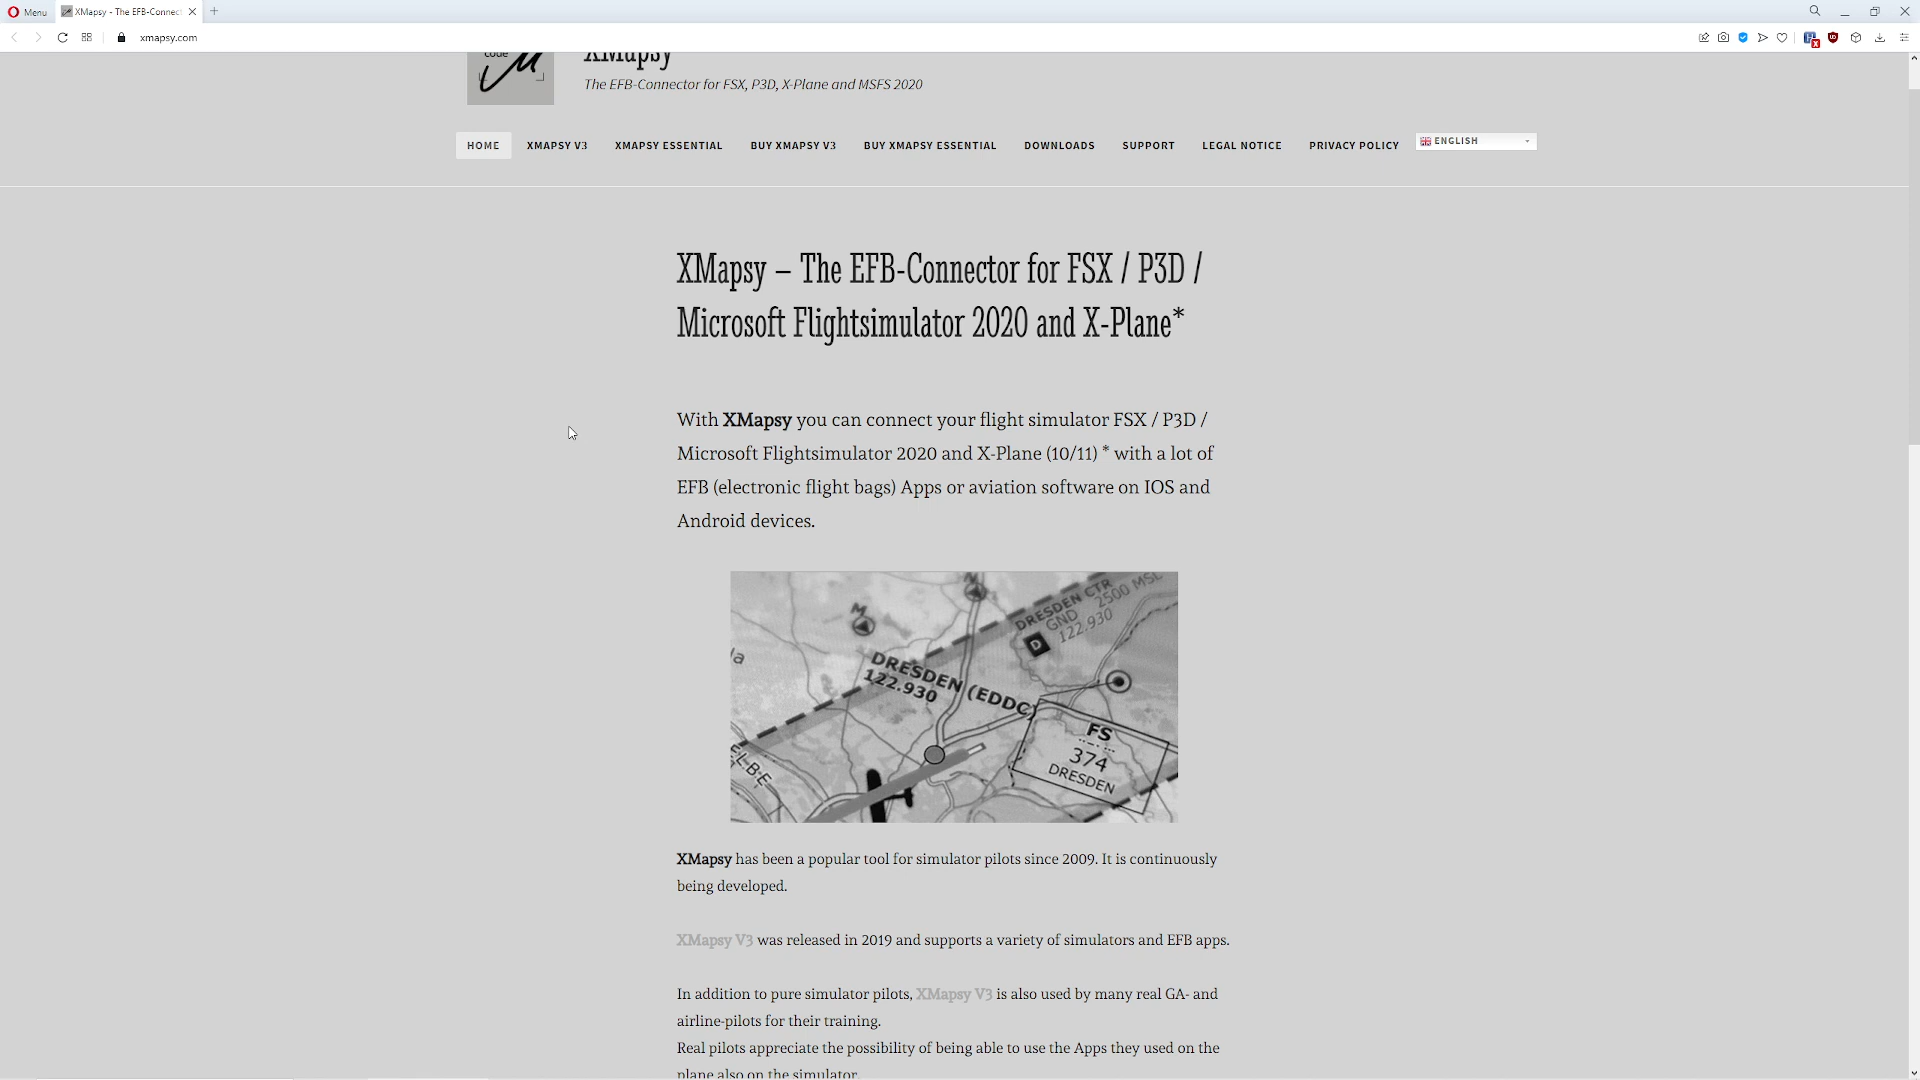 Menu
XMapsy - The EFB-Connect
xmapsy.com
code
XMapsy
The EFB-Connector for FSX, P3D, X-Plane and MSFS 2020
HOME
XMAPSY V3
XMAPSY ESSENTIAL
BUY XMAPSY V3
BUY XMAPSY ESSENTIAL
DOWNLOADS
SUPPORT
LEGAL NOTICE
PRIVACY POLICY
ENGLISH
XMapsy – The EFB-Connector for FSX / P3D /
Microsoft Flightsimulator 2020 and X-Plane*
With XMapsy you can connect your flight simulator FSX / P3D /
Microsoft Flightsimulator 2020 and X-Plane (10/11) * with a lot of
EFB (electronic flight bags) Apps or aviation software on IOS and
Android devices.
M
M
DRESDEN CTR
2500 MSL
GND
122.930
D
la
DRESDEN (EDDC)
122.930
FS
374
DRESDEN
ELBE
XMapsy has been a popular tool for simulator pilots since 2009. It is continuously
being developed.
XMapsy V3 was released in 2019 and supports a variety of simulators and EFB apps.
In addition to pure simulator pilots, XMapsy V3 is also used by many real GA- and
airline-pilots for their training.
Real pilots appreciate the possibility of being able to use the Apps they used on the
plane also on the simulator.